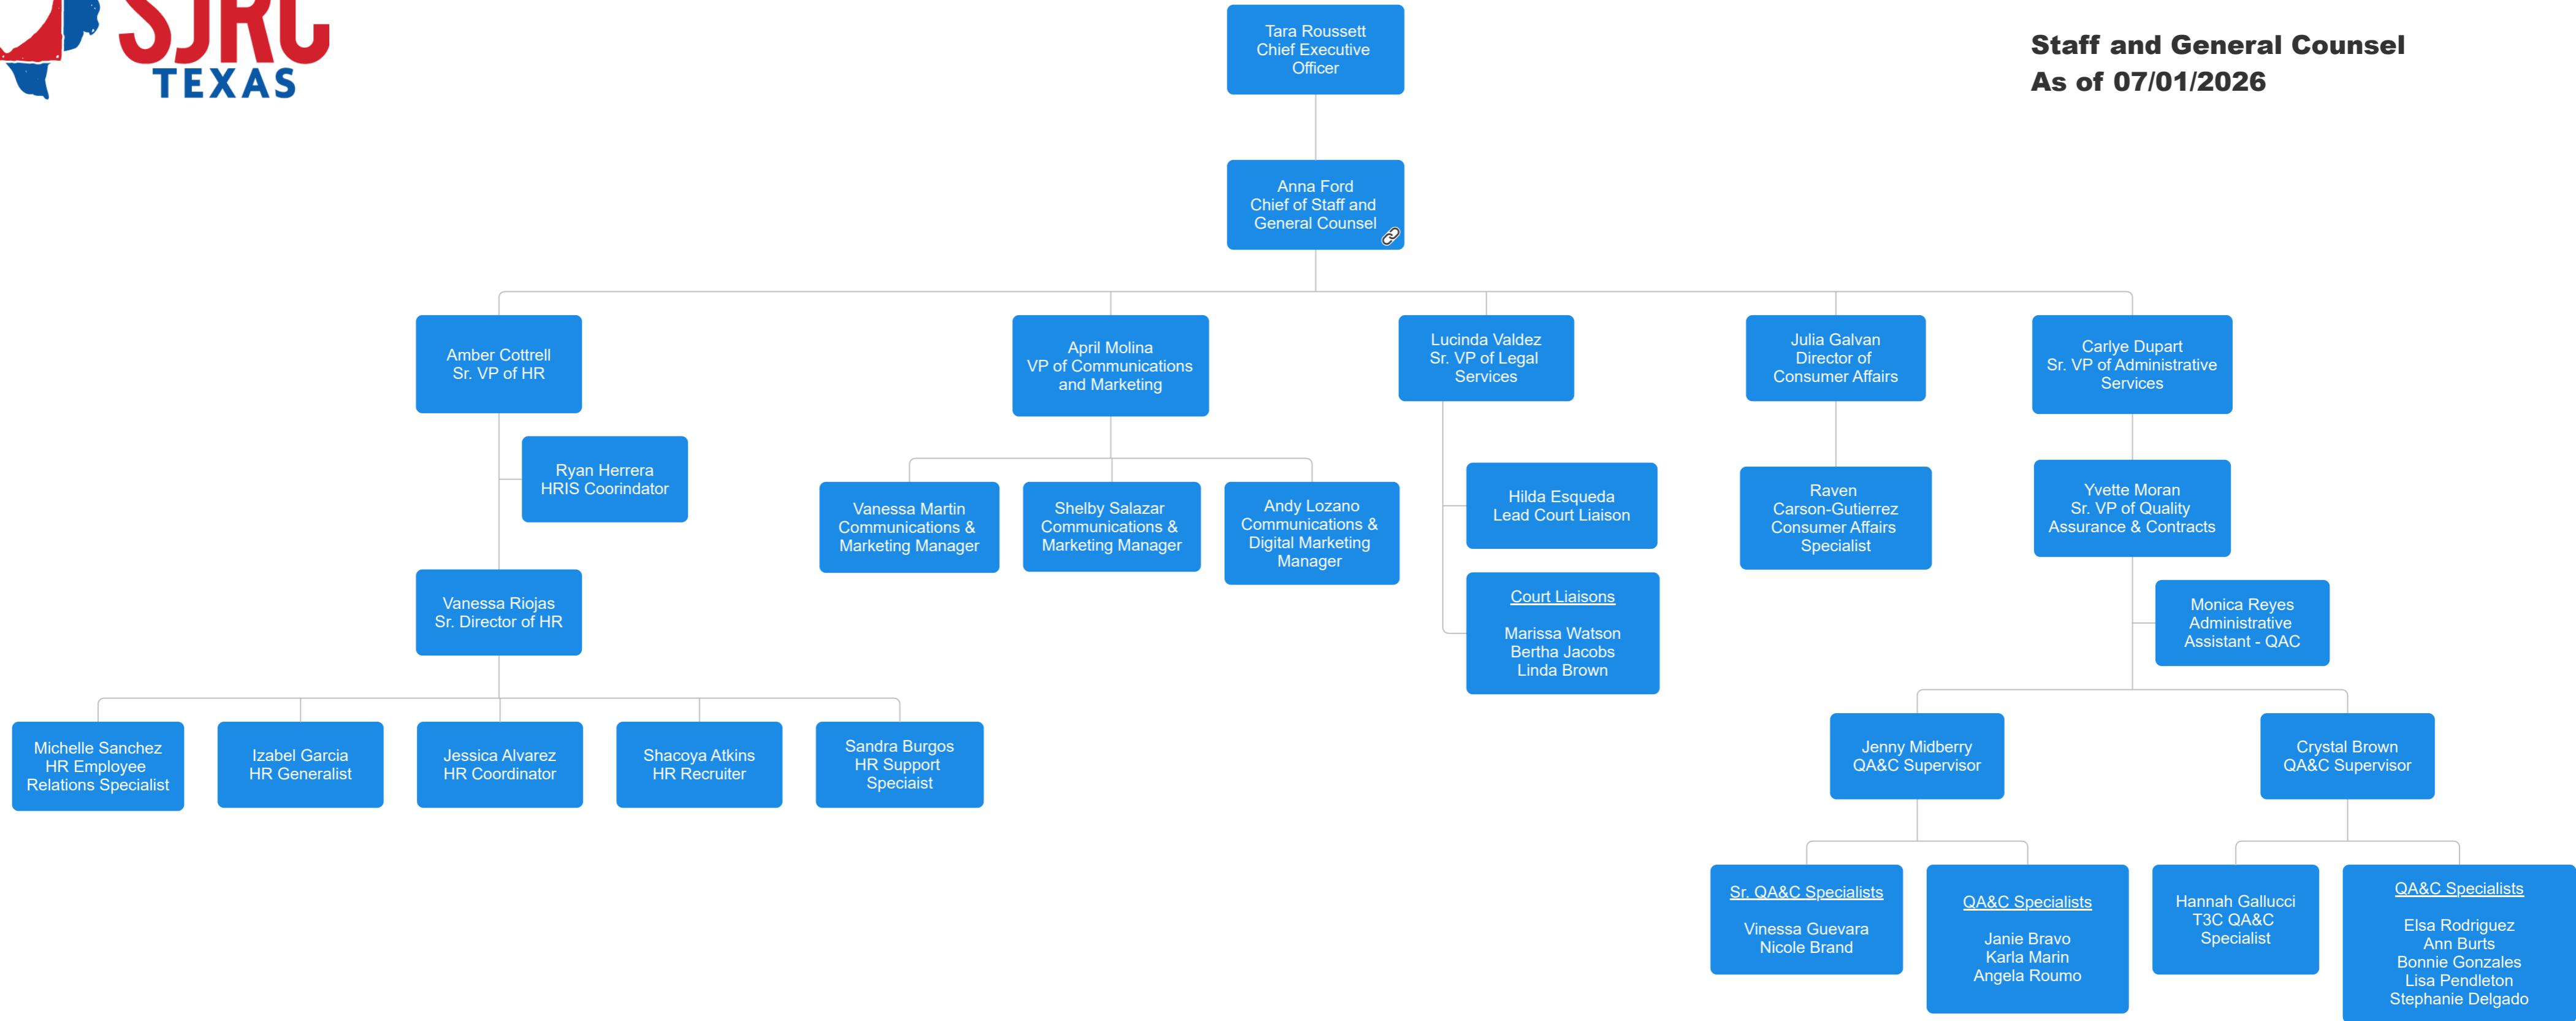 SJRC
TEXAS
Staff and General Counsel
As of 07/01/2026
Tara Roussett
Chief Executive
Officer
Anna Ford
Chief of Staff and
General Counsel
Amber Cottrell
Sr. VP of HR
April Molina
VP of Communications
and Marketing
Lucinda Valdez
Sr. VP of Legal
Services
Julia Galvan
Director of
Consumer Affairs
Carlye Dupart
Sr. VP of Administrative
Services
Ryan Herrera
HRIS Coorindator
Vanessa Martin
Communications &
Marketing Manager
Shelby Salazar
Communications &
Marketing Manager
Andy Lozano
Communications &
Digital Marketing
Manager
Hilda Esqueda
Lead Court Liaison
Raven
Carson-Gutierrez
Consumer Affairs
Specialist
Yvette Moran
Sr. VP of Quality
Assurance & Contracts
Vanessa Riojas
Sr. Director of HR
Court Liaisons
Marissa Watson
Bertha Jacobs
Linda Brown
Monica Reyes
Administrative
Assistant - QAC
Michelle Sanchez
HR Employee
Relations Specialist
Izabel Garcia
HR Generalist
Jessica Alvarez
HR Coordinator
Shacoya Atkins
HR Recruiter
Sandra Burgos
HR Support
Speciaist
Jenny Midberry
QA&C Supervisor
Crystal Brown
QA&C Supervisor
Sr. QA&C Specialists
Vinessa Guevara
Nicole Brand
QA&C Specialists
Janie Bravo
Karla Marin
Angela Roumo
Hannah Gallucci
T3C QA&C
Specialist
QA&C Specialists
Elsa Rodriguez
Ann Burts
Bonnie Gonzales
Lisa Pendleton
Stephanie Delgado